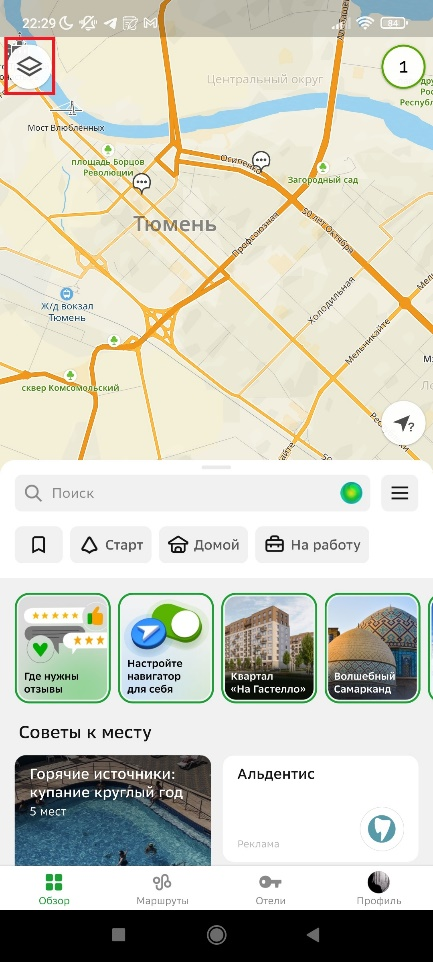 22:29
84
1
Центральный округ
Мост Влюблённых
площадь Борцов
Революции
Осипенко
Загородный сад
Тюмень
Профсоюзная
50 лет Октября
Ж/д вокзал
Тюмень
Холодильная
Мельникайте
сквер Комсомольский
?
Поиск
Старт
Домой
На работу
Где нужны
отзывы
Настройте
навигатор
для себя
Квартал
«На Гастелло»
Волшебный
Самарканд
Советы к месту
Горячие источники:
купание круглый год
5 мест
Альдентис
Реклама
Обзор
Маршруты
Отели
Профиль